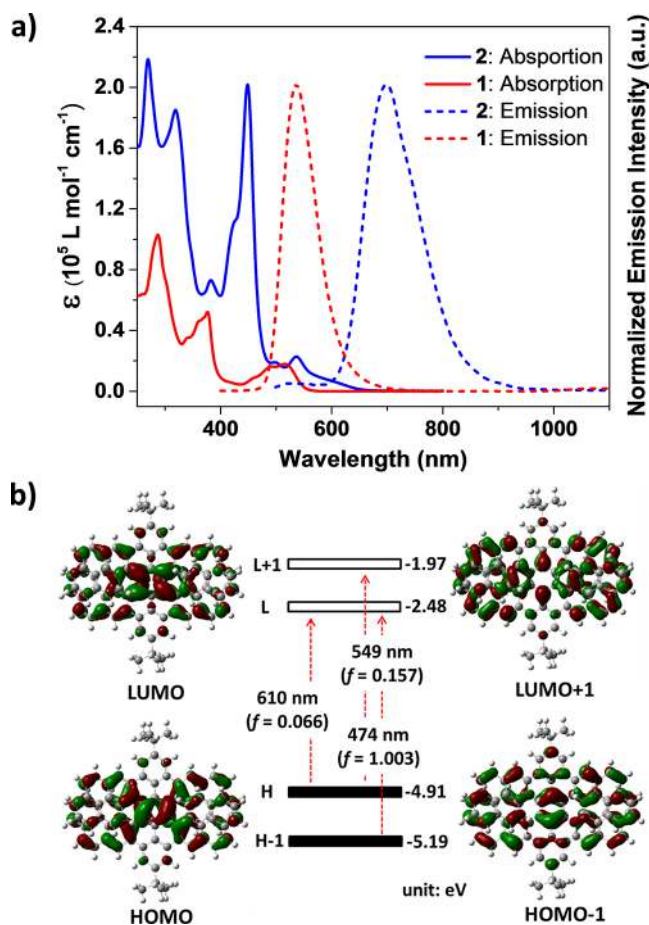 a)
2.4
2.0
1.6
1.2
0.8
0.4
0.0
ε (10⁵ L mol⁻¹ cm⁻¹)
2: Absportion
1: Absorption
2: Emission
1: Emission
Normalized Emission Intensity (a.u.)
400 600 800 1000
Wavelength (nm)
b)
L+1 -1.97
L -2.48
LUMO
LUMO+1
549 nm
(f = 0.157)
610 nm
(f = 0.066)
474 nm
(f = 1.003)
H -4.91
H-1 -5.19
unit: eV
HOMO
HOMO-1